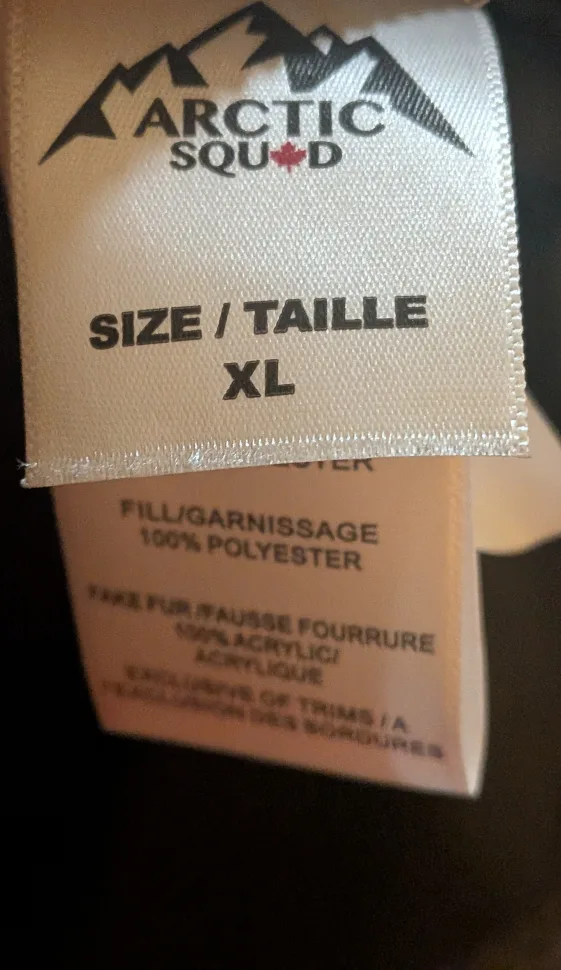 ARCTIC
SQUAD
SIZE / TAILLE
XL
FILL/GARNISSAGE
100% POLYESTER
FAKE FUR/FAUSSE FOURRURE
100% ACRYLIC/
ACRYLIQUE
EXCLUSIVE OF TRIMS / A
L'EXCLUSION DES BORDURES